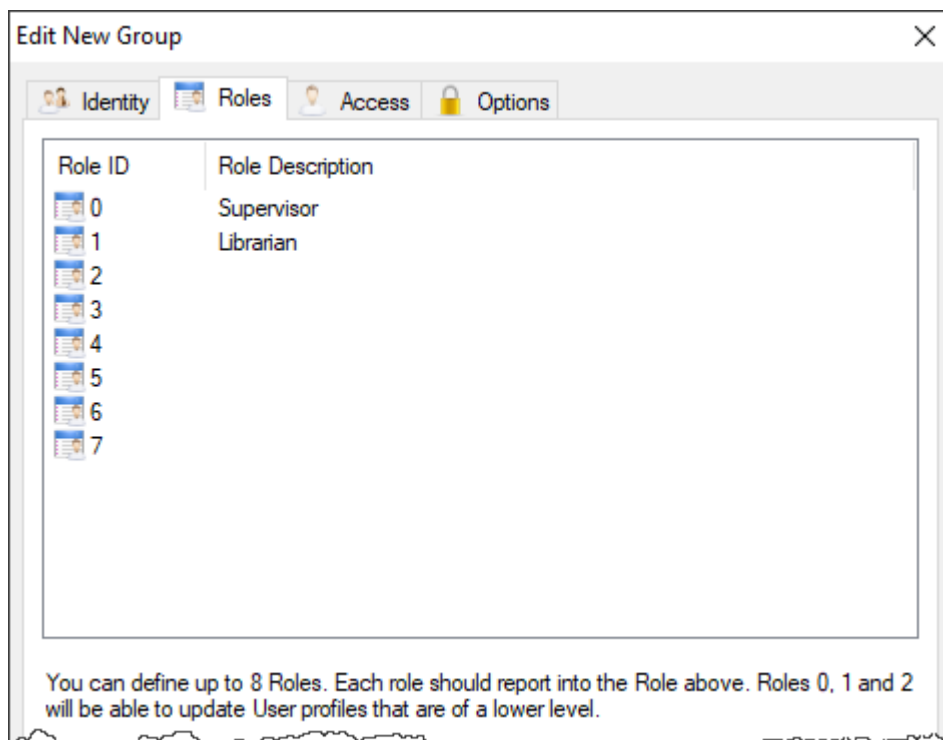 Edit New Group
Identity Roles Access Options
Role ID Role Description
0 Supervisor
1 Librarian
2
3
4
5
6
7
You can define up to 8 Roles. Each role should report into the Role above. Roles 0, 1 and 2
will be able to update User profiles that are of a lower level.